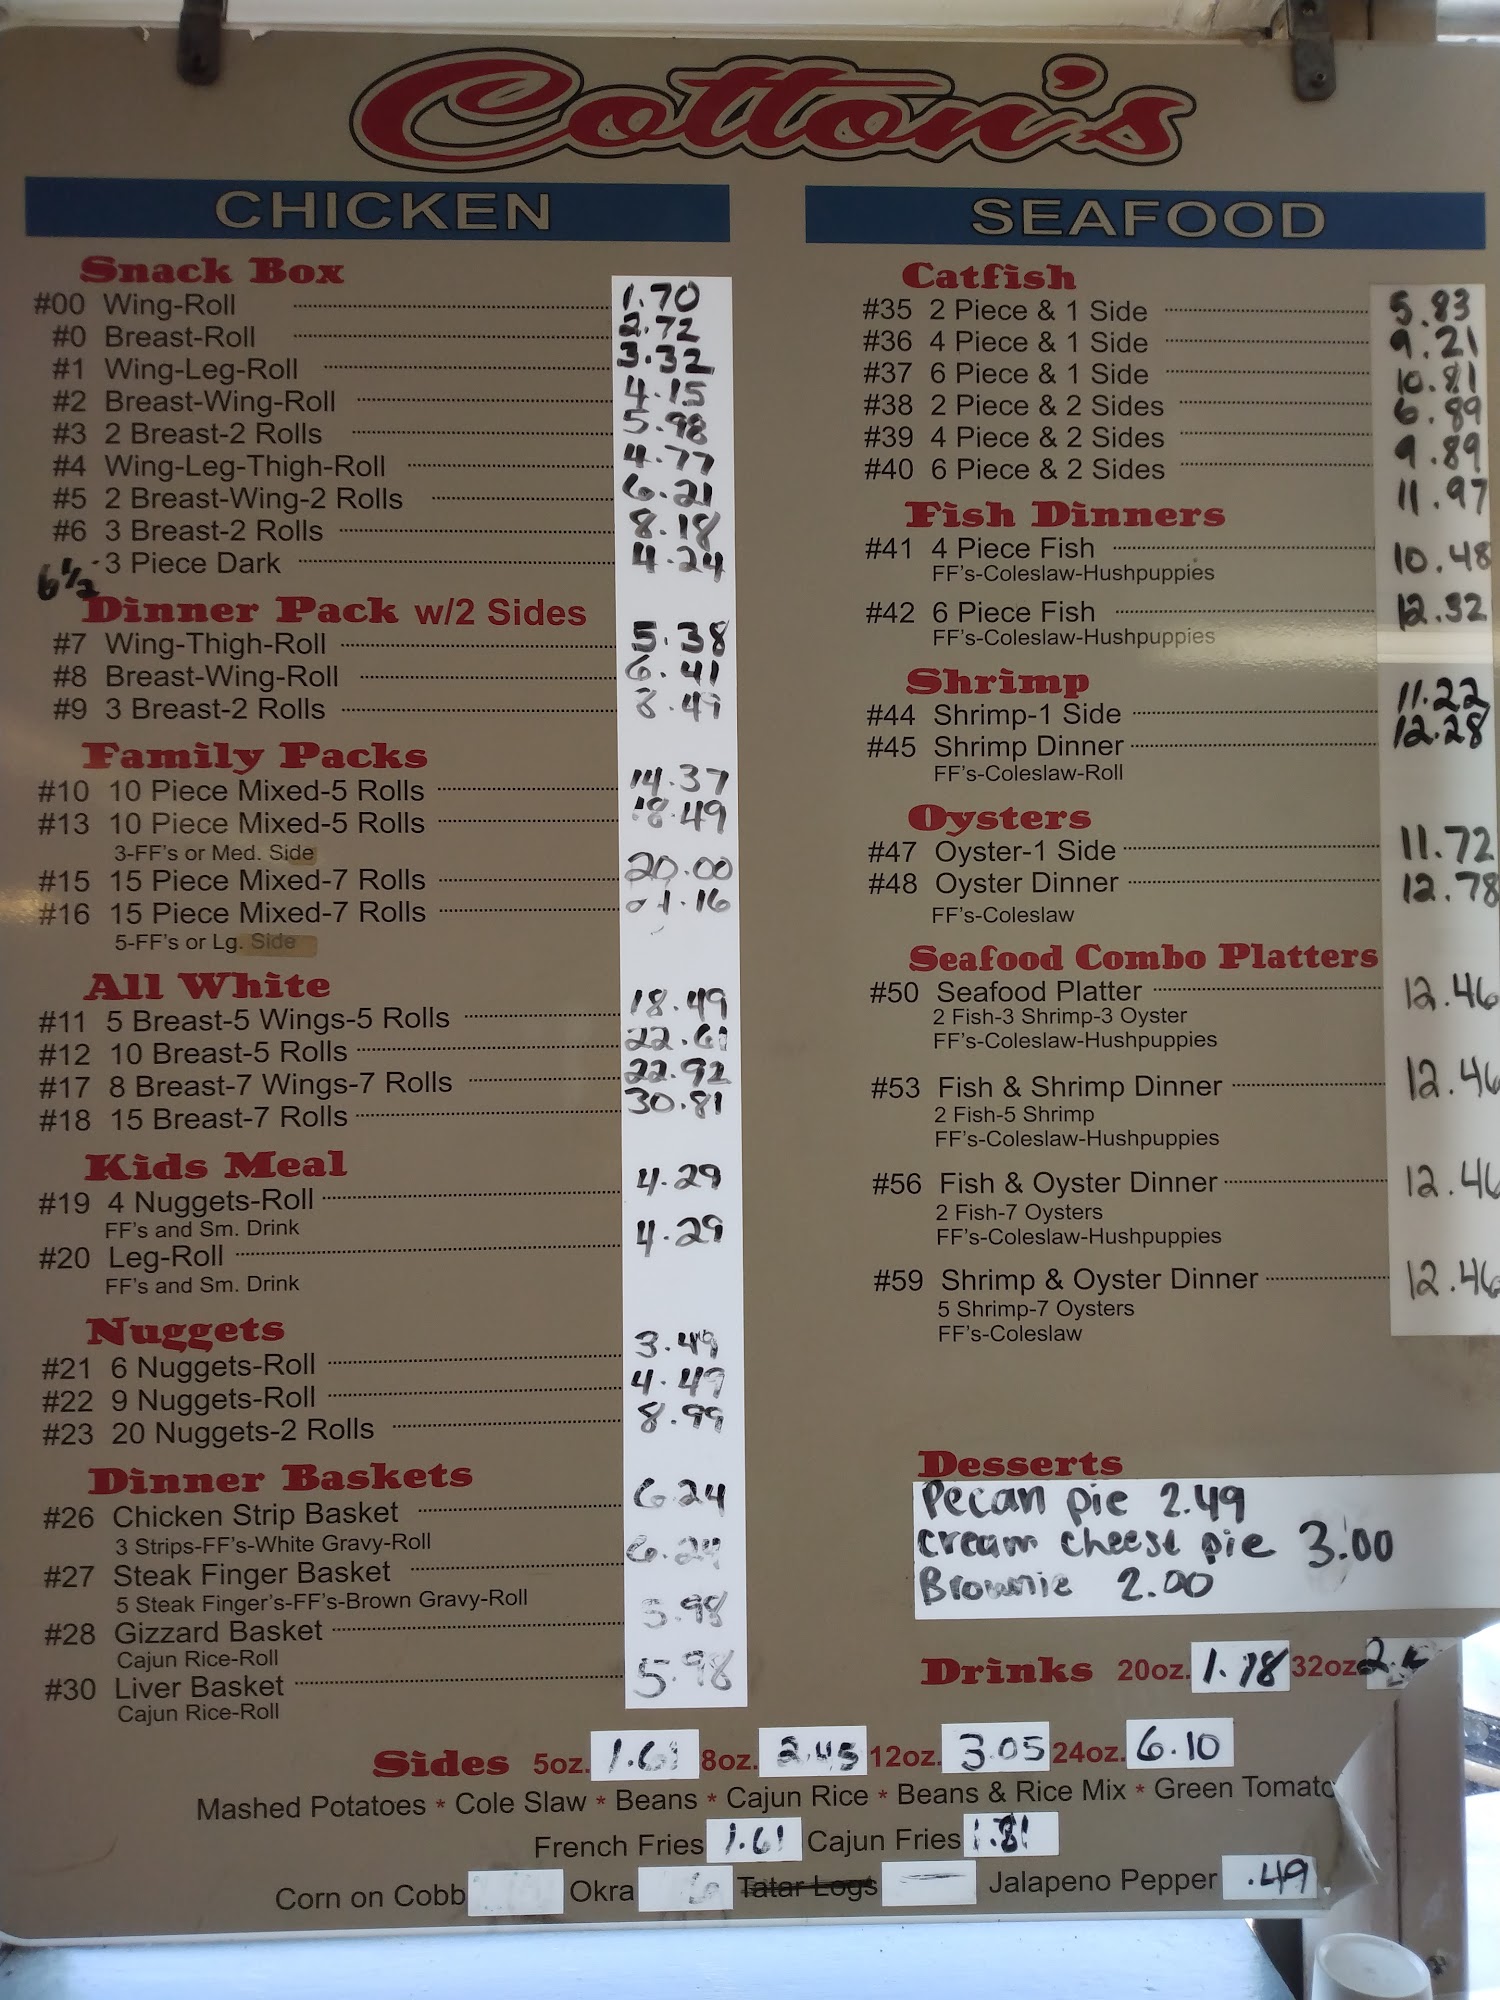 Cotton's
CHICKEN
Snack Box
#00 Wing-Roll 1.70
#0 Breast-Roll 2.72
#1 Wing-Leg-Roll 3.32
#2 Breast-Wing-Roll 4.15
#3 2 Breast-2 Rolls 5.98
#4 Wing-Leg-Thigh-Roll 4.77
#5 2 Breast-Wing-2 Rolls 6.21
#6 3 Breast-2 Rolls 8.18
6½ 3 Piece Dark 4.24
Dinner Pack w/2 Sides
#7 Wing-Thigh-Roll 5.38
#8 Breast-Wing-Roll 6.41
#9 3 Breast-2 Rolls 8.49
Family Packs
#10 10 Piece Mixed-5 Rolls 14.37
#13 10 Piece Mixed-5 Rolls 18.49
3-FF's or Med. Side
#15 15 Piece Mixed-7 Rolls 20.00
#16 15 Piece Mixed-7 Rolls
5-FF's or Lg. Side
All White
#11 5 Breast-5 Wings-5 Rolls 18.49
#12 10 Breast-5 Rolls 22.61
#17 8 Breast-7 Wings-7 Rolls 22.92
#18 15 Breast-7 Rolls 30.81
Kids Meal
#19 4 Nuggets-Roll 4.29
FF's and Sm. Drink
#20 Leg-Roll 4.29
FF's and Sm. Drink
Nuggets
#21 6 Nuggets-Roll 3.49
#22 9 Nuggets-Roll 4.49
#23 20 Nuggets-2 Rolls 8.99
Dinner Baskets
#26 Chicken Strip Basket 6.24
3 Strips-FF's-White Gravy-Roll
#27 Steak Finger Basket 6.24
5 Steak Finger's-FF's-Brown Gravy-Roll
#28 Gizzard Basket 5.98
Cajun Rice-Roll
#30 Liver Basket 5.98
Cajun Rice-Roll
SEAFOOD
Catfish
#35 2 Piece & 1 Side 5.83
#36 4 Piece & 1 Side 9.21
#37 6 Piece & 1 Side 10.81
#38 2 Piece & 2 Sides 6.89
#39 4 Piece & 2 Sides 9.89
#40 6 Piece & 2 Sides 11.97
Fish Dinners
#41 4 Piece Fish 10.48
FF's-Coleslaw-Hushpuppies
#42 6 Piece Fish 12.32
FF's-Coleslaw-Hushpuppies
Shrimp
#44 Shrimp-1 Side 11.22
#45 Shrimp Dinner 12.28
FF's-Coleslaw-Roll
Oysters
#47 Oyster-1 Side 11.72
#48 Oyster Dinner 12.78
FF's-Coleslaw
Seafood Combo Platters
#50 Seafood Platter 12.46
2 Fish-3 Shrimp-3 Oyster
FF's-Coleslaw-Hushpuppies
#53 Fish & Shrimp Dinner 12.46
2 Fish-5 Shrimp
FF's-Coleslaw-Hushpuppies
#56 Fish & Oyster Dinner 12.46
2 Fish-7 Oysters
FF's-Coleslaw-Hushpuppies
#59 Shrimp & Oyster Dinner 12.46
5 Shrimp-7 Oysters
FF's-Coleslaw
Desserts
Pecan pie 2.49
cream cheese pie 3.00
Brownie 2.00
Drinks 20oz. 1.78 32oz
Sides 5oz. 1.61 8oz. 2.45 12oz. 3.05 24oz. 6.10
Mashed Potatoes * Cole Slaw * Beans * Cajun Rice * Beans & Rice Mix * Green Tomato
French Fries 1.61 Cajun Fries 1.81
Corn on Cobb Okra Tatar Logs Jalapeno Pepper .49